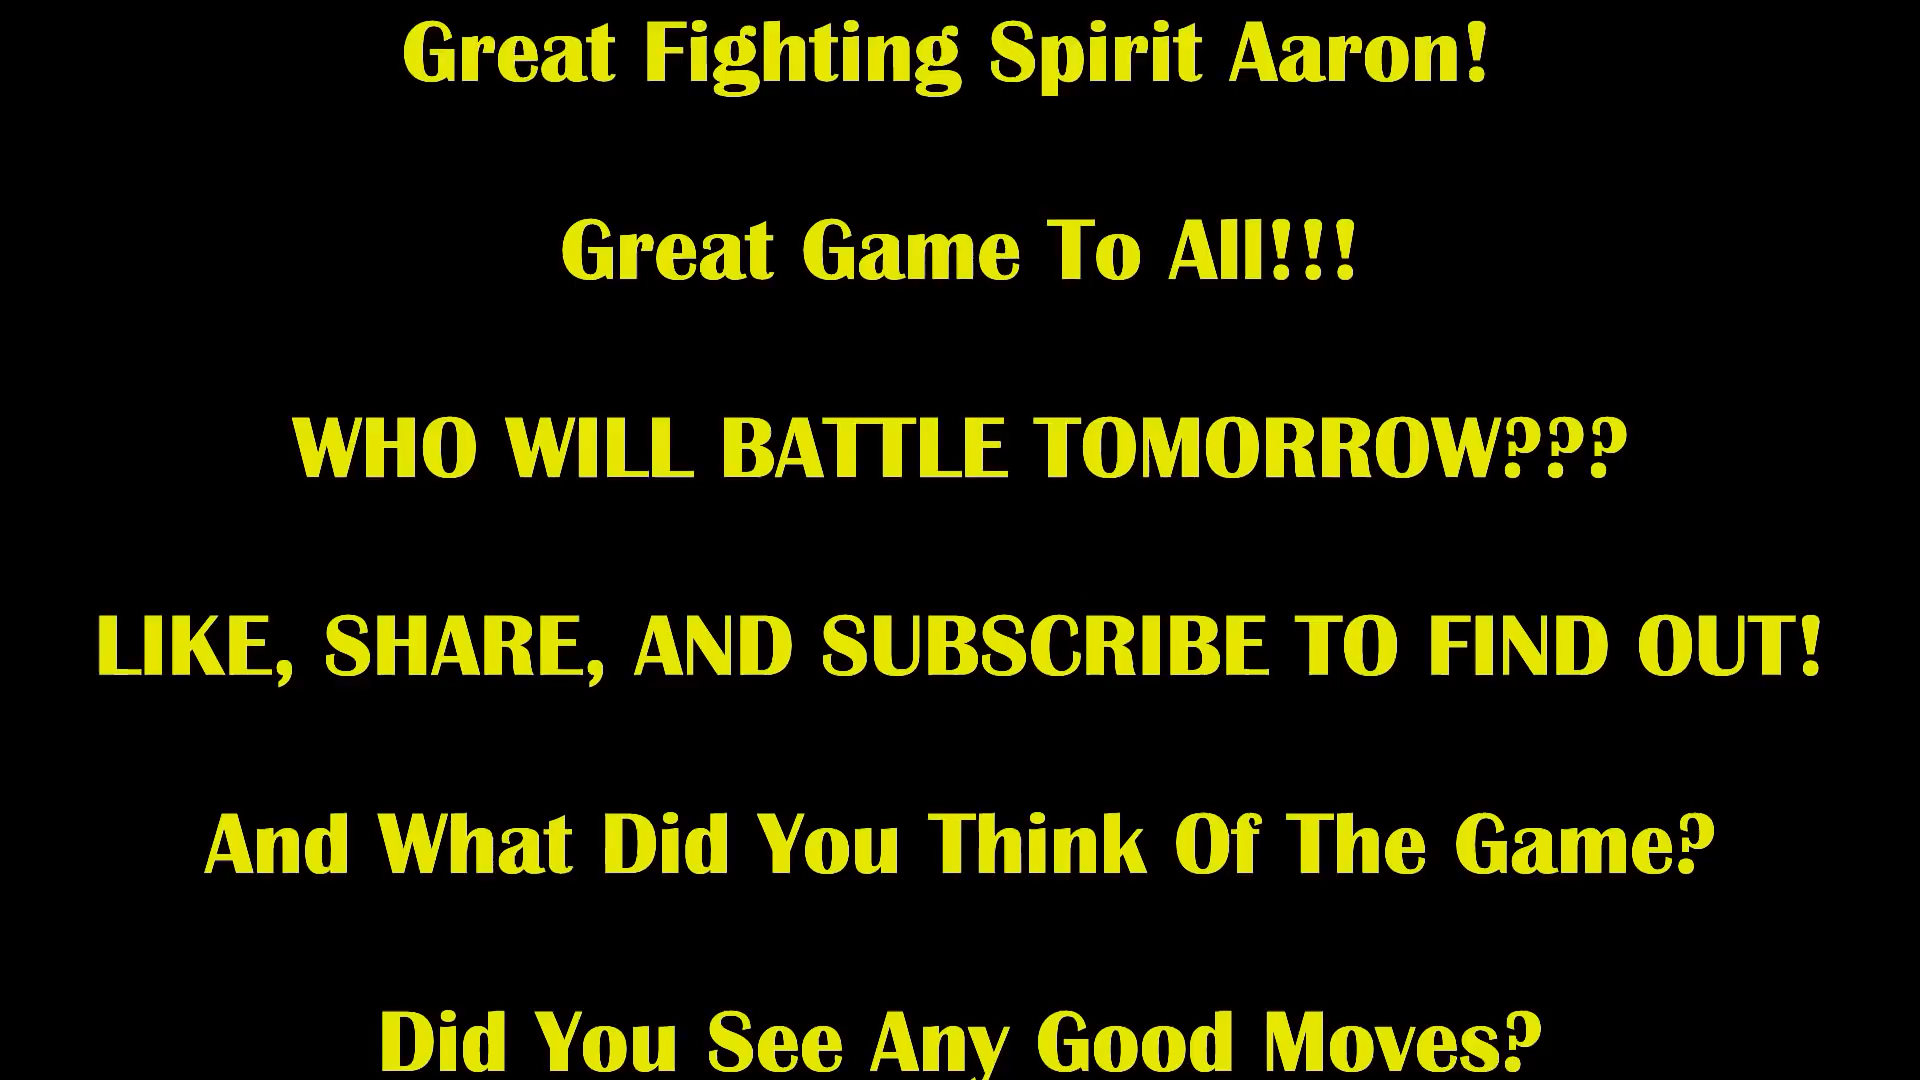 Great Fighting Spirit Aaron!
Great Game To All!!!
WHO WILL BATTLE TOMORROW???
LIKE, SHARE, AND SUBSCRIBE TO FIND OUT!
And What Did You Think Of The Game?
Did You See Any Good Moves?